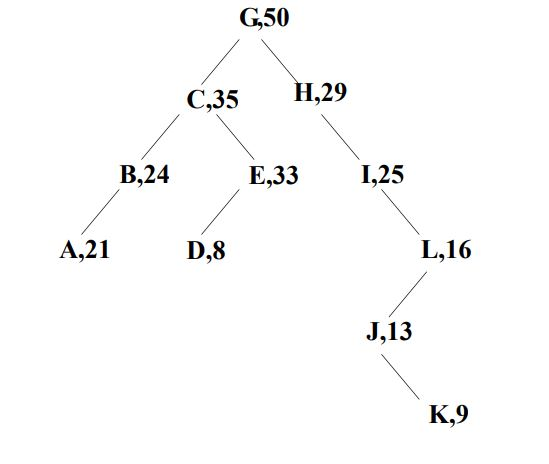 G,50
C,35
H,29
B,24
E,33
I,25
A,21
D,8
L,16
J,13
K,9